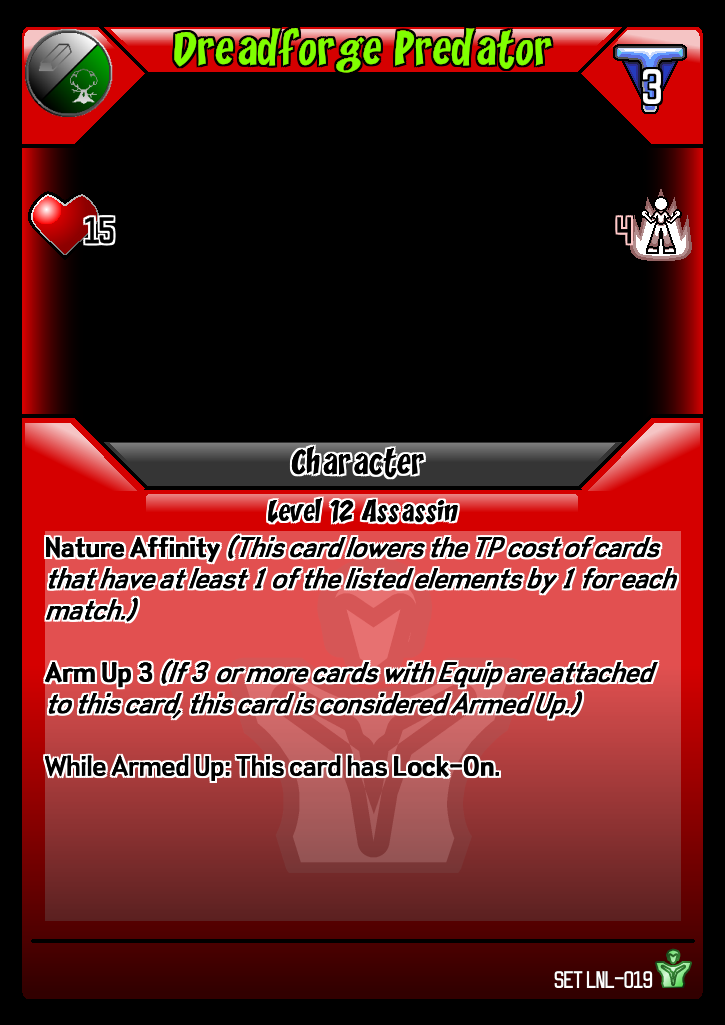 Dreadforge Predator
3
15
4
Character
Level 12 Assassin
Nature Affinity (This card lowers the TP cost of cards
that have at least 1 of the listed elements by 1 for each
match.)
Arm Up 3 (If 3 or more cards with Equip are attached
to this card, this card is considered Armed Up.)
While Armed Up: This card has Lock-On.
SET LNL-019